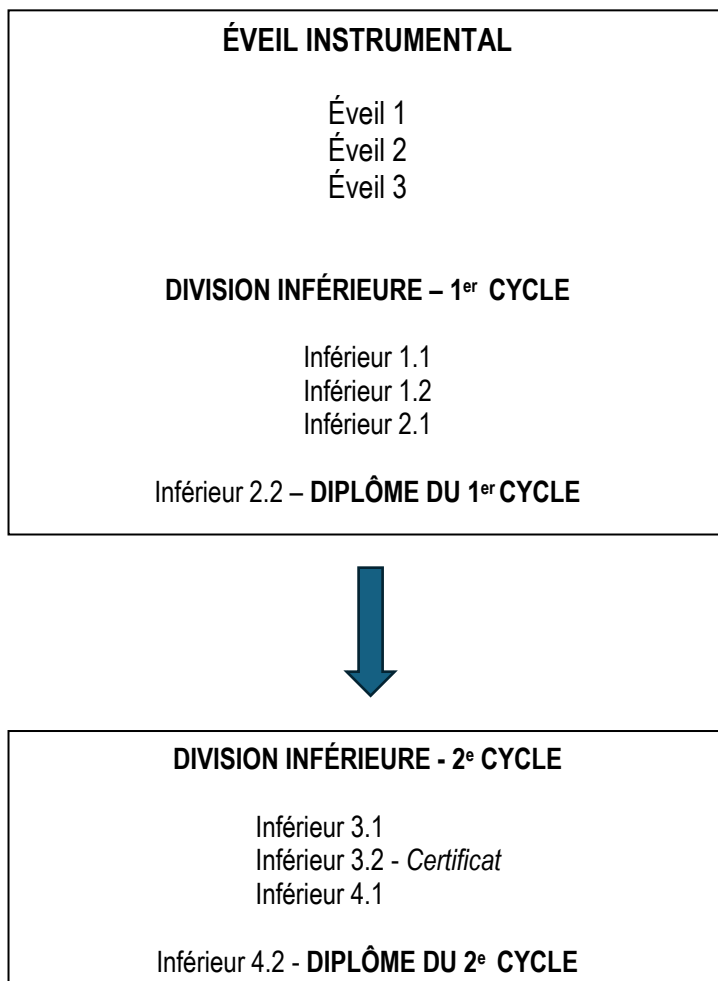 ÉVEIL INSTRUMENTAL
Éveil 1
Éveil 2
Éveil 3
DIVISION INFÉRIEURE – 1er CYCLE
Inférieur 1.1
Inférieur 1.2
Inférieur 2.1
Inférieur 2.2 – DIPLÔME DU 1er CYCLE
DIVISION INFÉRIEURE - 2e CYCLE
Inférieur 3.1
Inférieur 3.2 - Certificat
Inférieur 4.1
Inférieur 4.2 - DIPLÔME DU 2e CYCLE